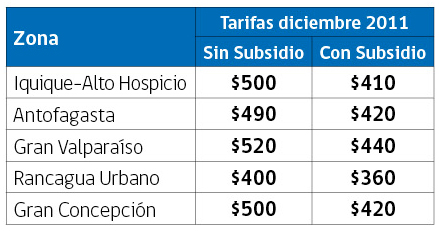 Zona
Tarifas diciembre 2011
Sin Subsidio Con Subsidio
Iquique-Alto Hospicio $500 $410
Antofagasta $490 $420
Gran Valparaíso $520 $440
Rancagua Urbano $400 $360
Gran Concepción $500 $420